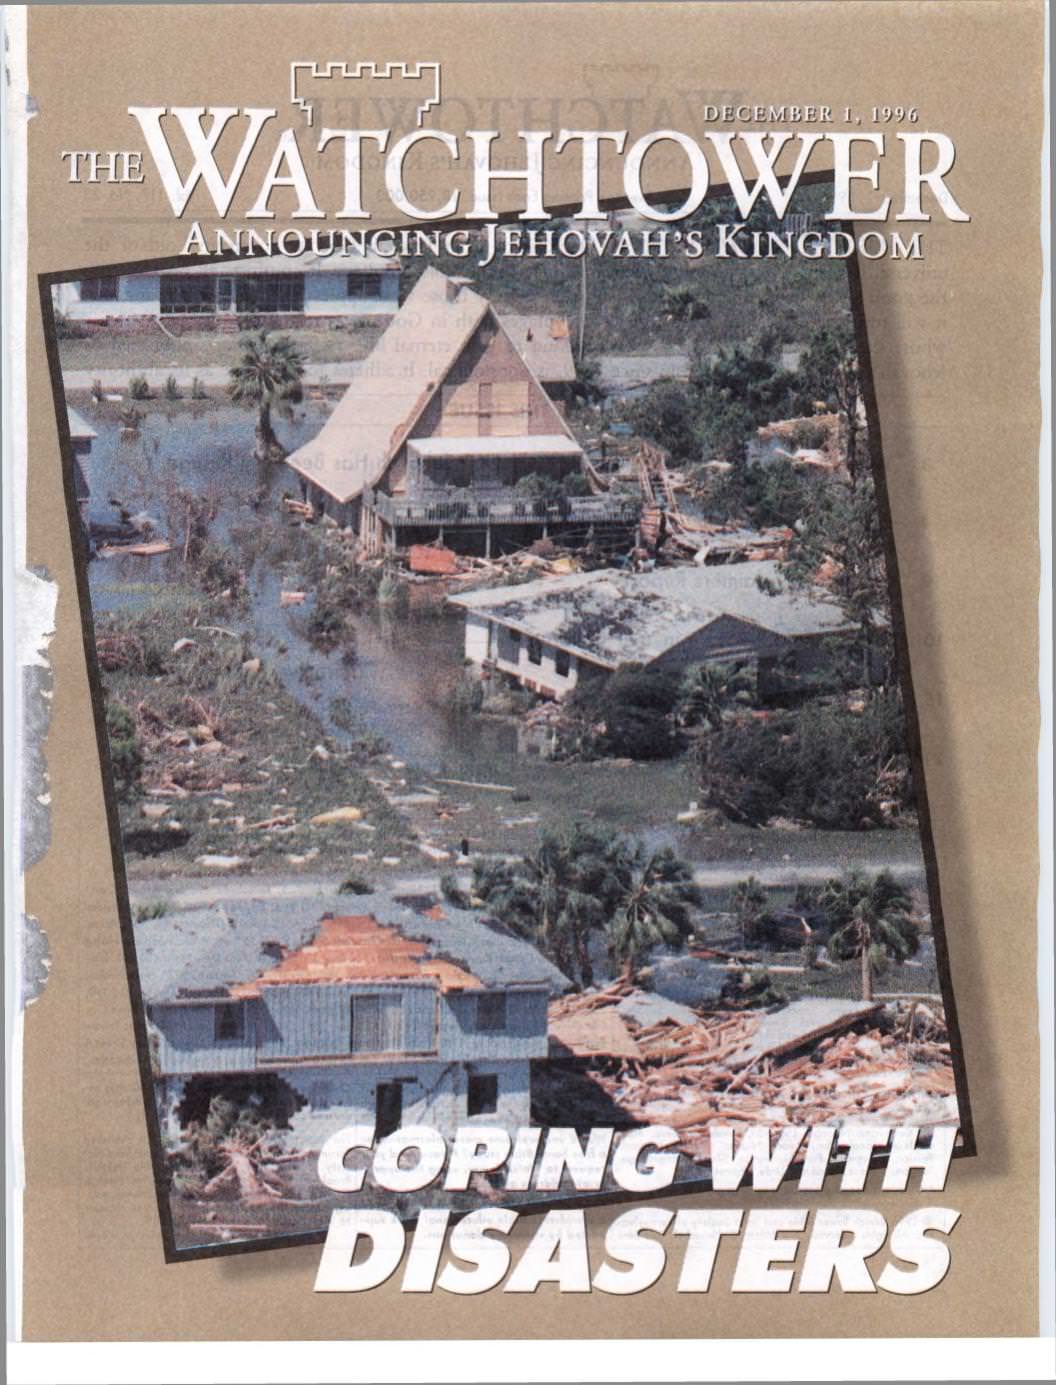 DECEMBER 1, 1996
THE WATCHTOWER
ANNOUNCING JEHOVAH'S KINGDOM
COPING WITH
DISASTERS